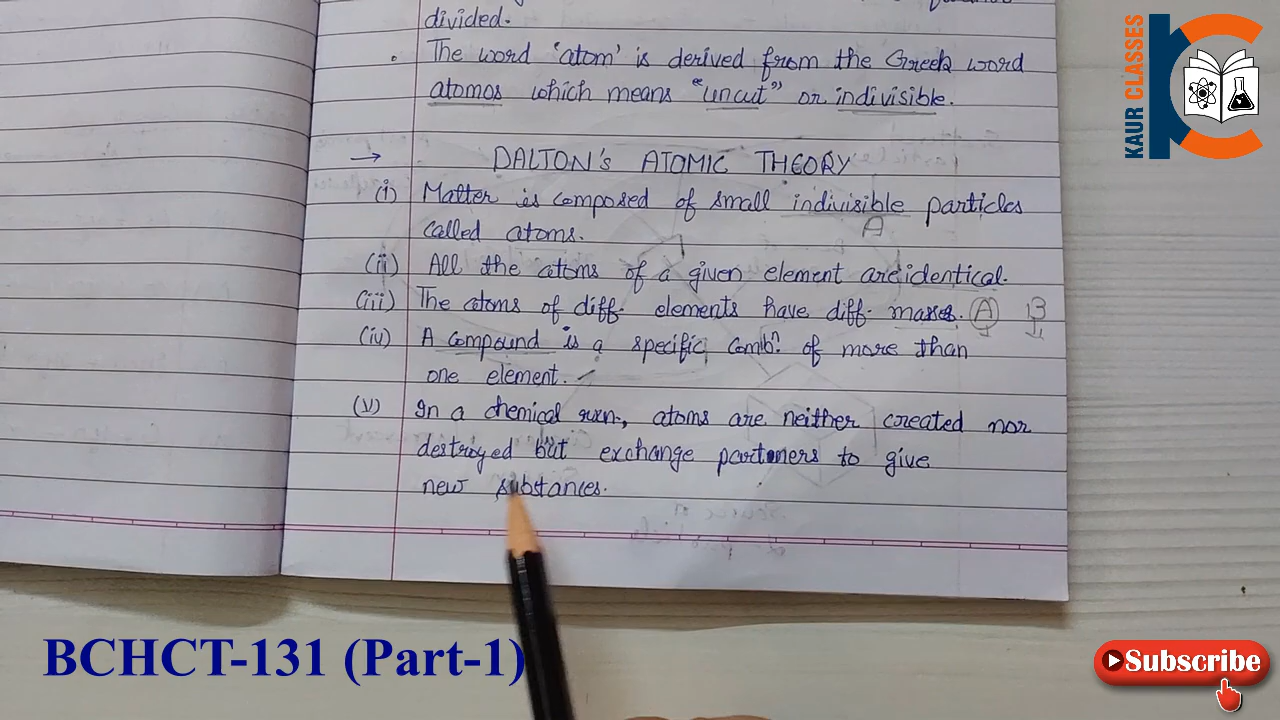 divided.
. The word 'atom' is derived from the Greek word
atomos which means "uncut" or indivisible.
→ DALTON's ATOMIC THEORY
(i) Matter is composed of small indivisible particles
called atoms.
A
(ii) All the atoms of a given element are identical.
(iii) The atoms of diff. elements have diff. masses. A B
(iv) A compound is a specific combn. of more than
one element.
(v) In a chemical rxn, atoms are neither created nor
destroyed but exchange partners to give
new substances.
KAUR CLASSES
BCHCT-131 (Part-1)
Subscribe